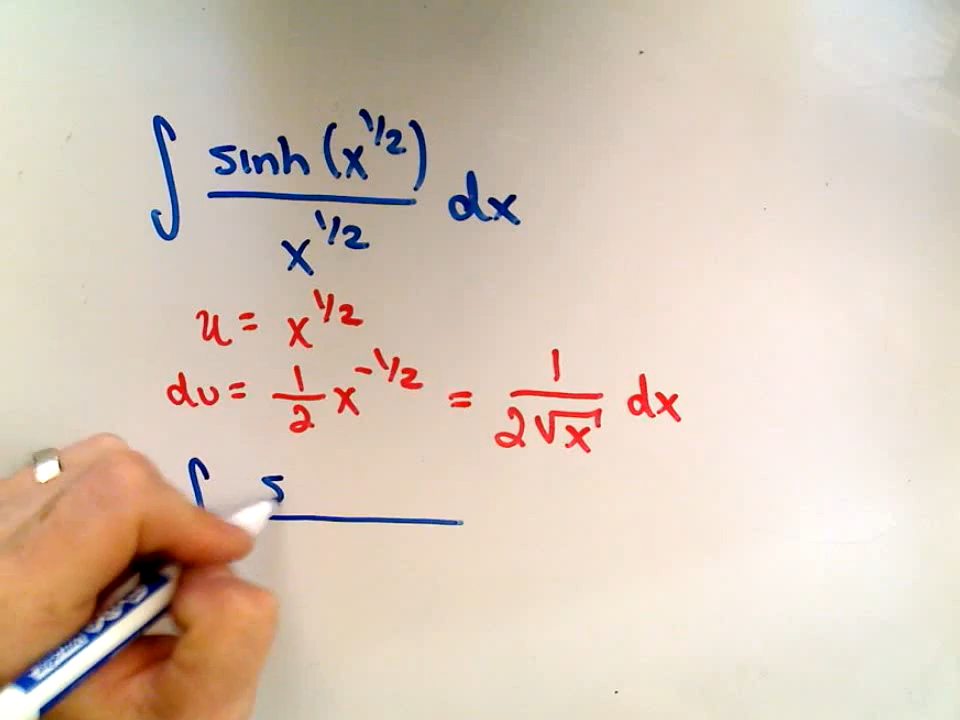 ∫ sinh(x^1/2) / x^1/2 dx
u = x^1/2
du = 1/2 x^-1/2 = 1/(2√x) dx
∫ s